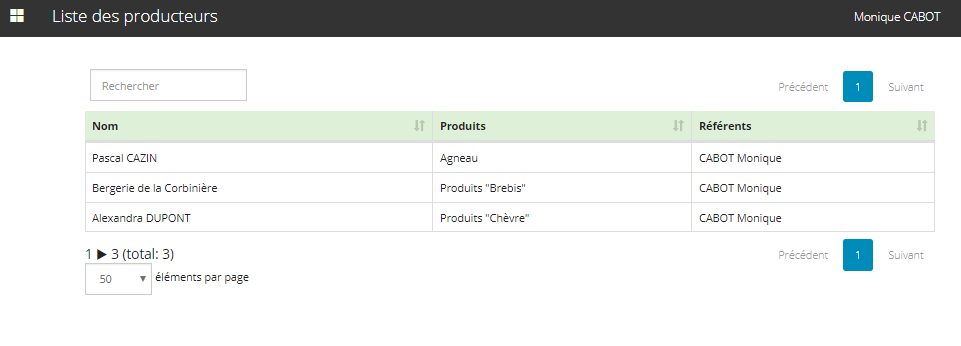 Liste des producteurs
Monique CABOT
Rechercher
Précédent 1 Suivant
Nom Produits Référents
Pascal CAZIN Agneau CABOT Monique
Bergerie de la Corbinière Produits "Brebis" CABOT Monique
Alexandra DUPONT Produits "Chèvre" CABOT Monique
1 ▶ 3 (total: 3)
Précédent 1 Suivant
50 éléments par page